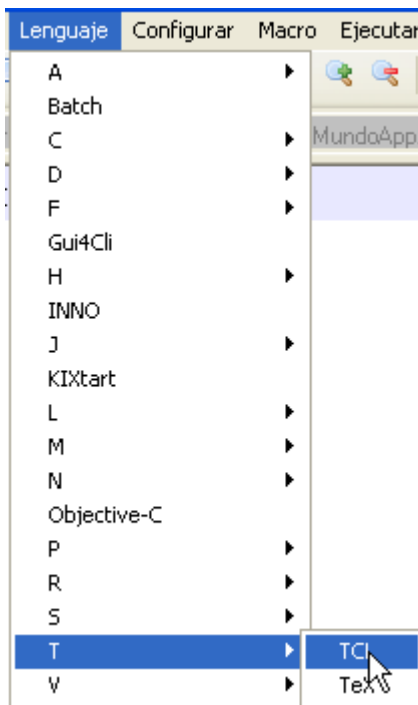 Lenguaje Configurar Macro Ejecutar
A
Batch
C
MundoApp
D
F
Gui4Cli
H
INNO
J
KIXtart
L
M
N
Objective-C
P
R
S
T
TCL
V
TeX